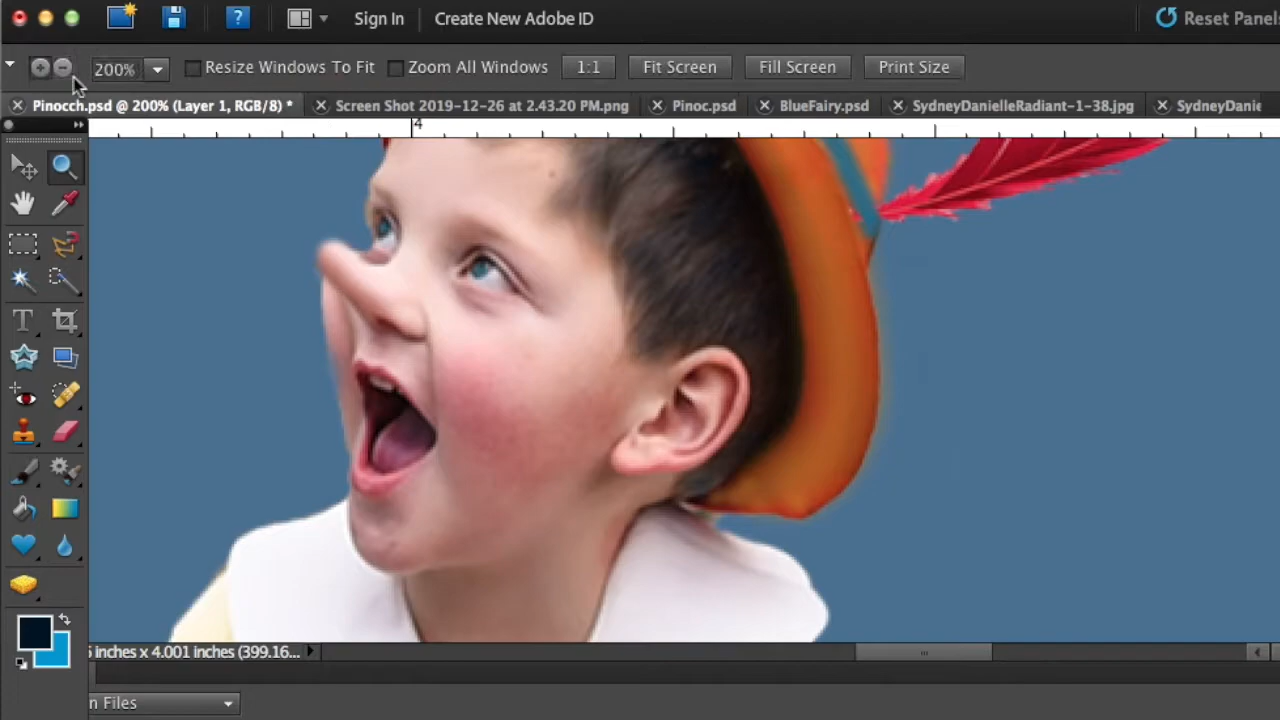 Sign In Create New Adobe ID Reset Panels
200% Resize Windows To Fit Zoom All Windows 1:1 Fit Screen Fill Screen Print Size
Pinocch.psd @ 200% (Layer 1, RGB/8) * Screen Shot 2019-12-26 at 2.43.20 PM.png Pinoc.psd BlueFairy.psd SydneyDanielleRadiant-1-38.jpg SydneyDanie
4
inches x 4.001 inches (399.16...
n Files